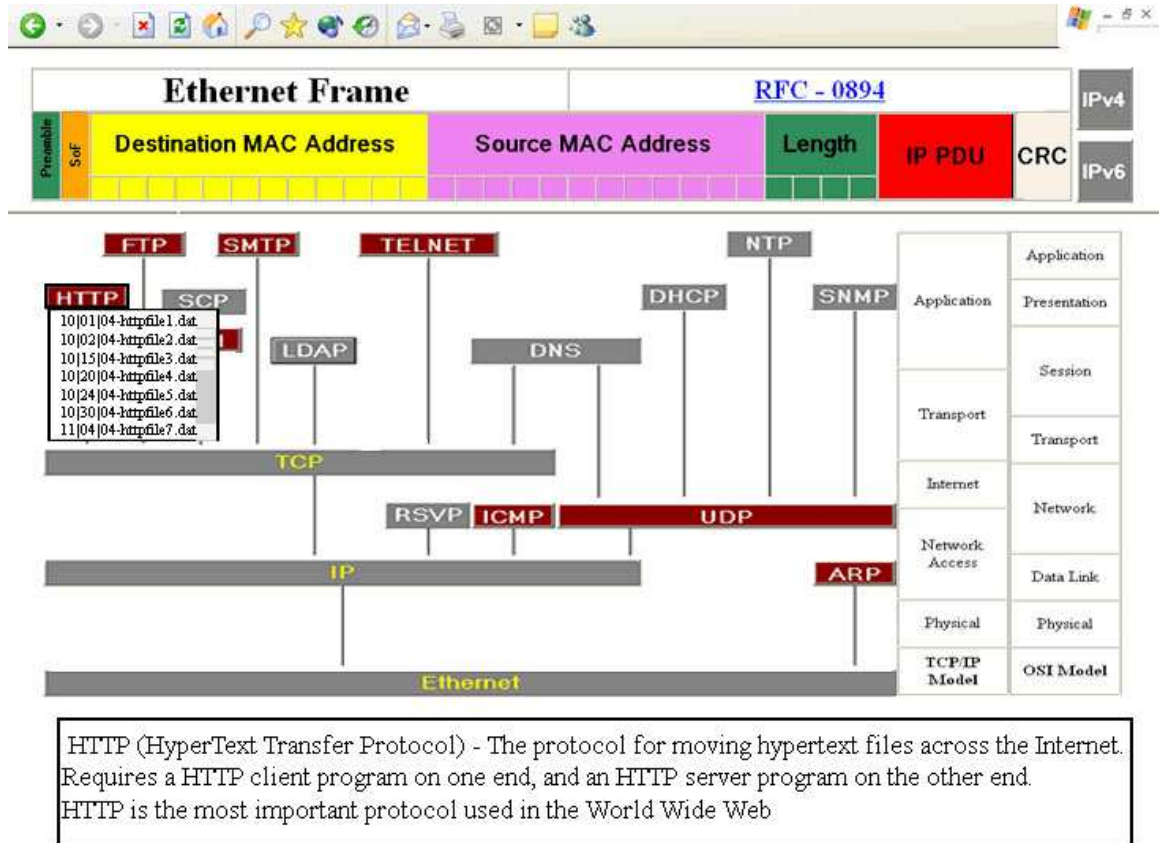 Ethernet Frame
RFC - 0894
IPv4
Preamble
SoF
Destination MAC Address
Source MAC Address
Length
IP PDU
CRC
IPv6
FTP
SMTP
TELNET
NTP
HTTP
SCP
DHCP
SNMP
10|01|04-httpfile1.dat
10|02|04-httpfile2.dat
10|15|04-httpfile3.dat
10|20|04-httpfile4.dat
10|24|04-httpfile5.dat
10|30|04-httpfile6.dat
11|04|04-httpfile7.dat
LDAP
DNS
TCP
RSVP
ICMP
UDP
IP
ARP
Ethernet
Application
Transport
Internet
Network
Access
Physical
TCP/IP
Model
Application
Presentation
Session
Transport
Network
Data Link
Physical
OSI Model
HTTP (HyperText Transfer Protocol) - The protocol for moving hypertext files across the Internet.
Requires a HTTP client program on one end, and an HTTP server program on the other end.
HTTP is the most important protocol used in the World Wide Web